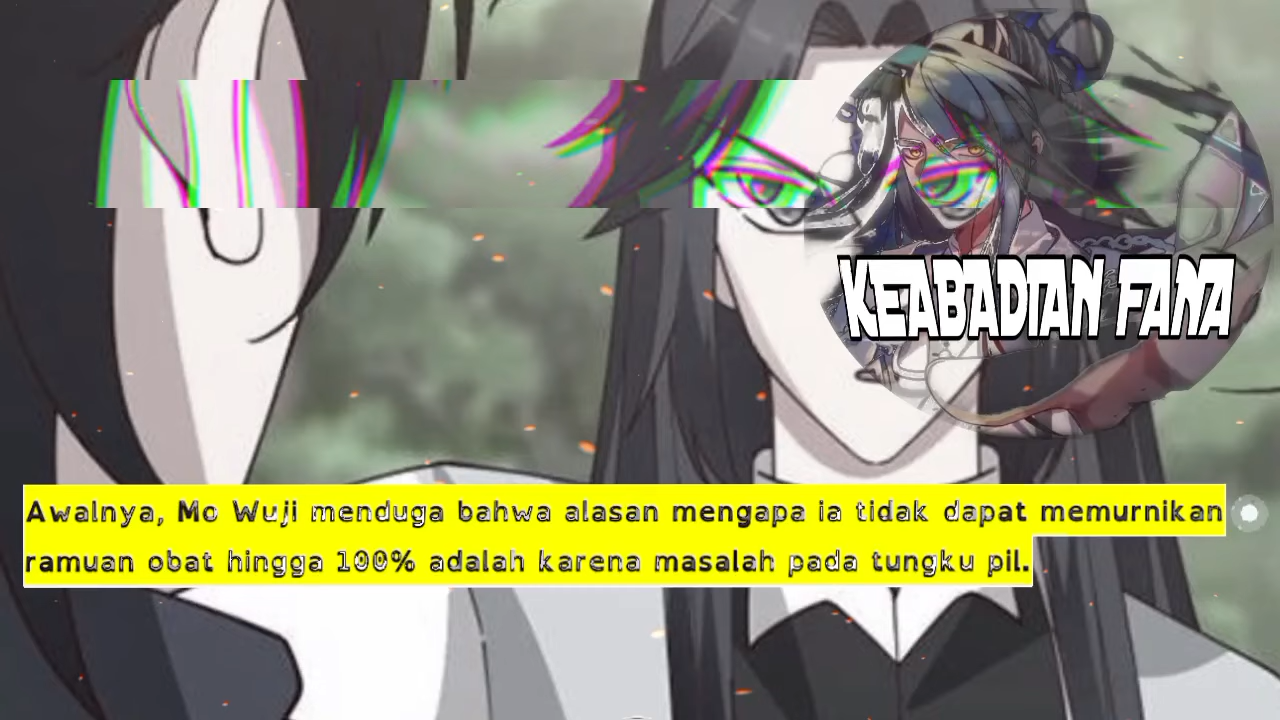 KEABADIAN FANA
Awalnya, Mo Wuji menduga bahwa alasan mengapa ia tidak dapat memurnikan
ramuan obat hingga 100% adalah karena masalah pada tungku pil.